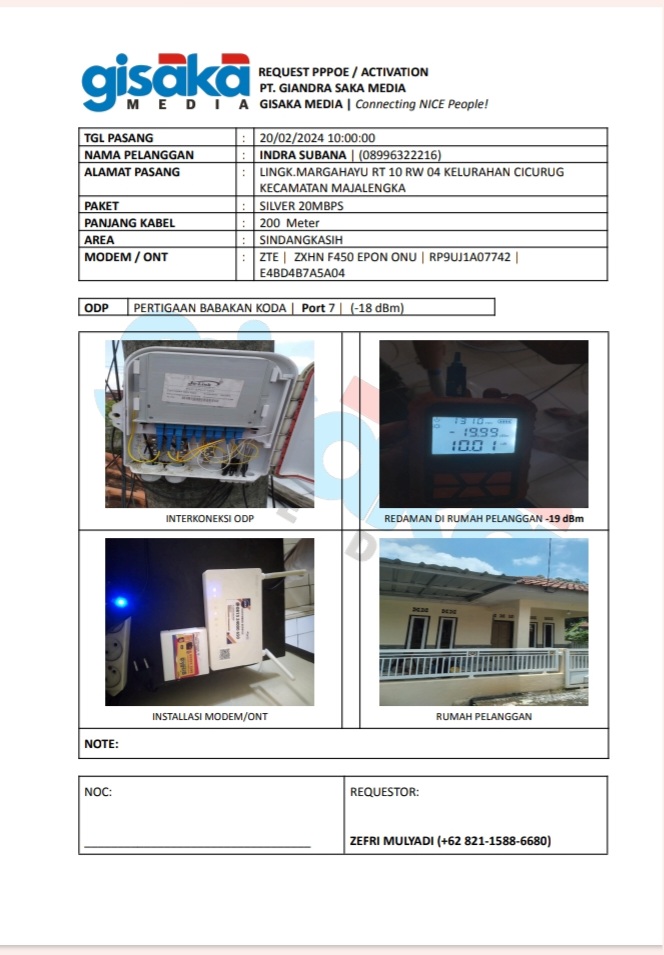 gisaka
MEDIA
REQUEST PPPOE / ACTIVATION
PT. GIANDRA SAKA MEDIA
GISAKA MEDIA | Connecting NICE People!
TGL PASANG : 20/02/2024 10:00:00
NAMA PELANGGAN : INDRA SUBANA | (08996322216)
ALAMAT PASANG : LINGK.MARGAHAYU RT 10 RW 04 KELURAHAN CICURUG
KECAMATAN MAJALENGKA
PAKET : SILVER 20MBPS
PANJANG KABEL : 200 Meter
AREA : SINDANGKASIH
MODEM / ONT : ZTE | ZXHN F450 EPON ONU | RP9UJ1A07742 |
E4BD4B7A5A04
ODP PERTIGAAN BABAKAN KODA | Port 7 | (-18 dBm)
1310
-19.99
10.01
INTERKONEKSI ODP
REDAMAN DI RUMAH PELANGGAN -19 dBm
INSTALLASI MODEM/ONT
RUMAH PELANGGAN
NOTE:
NOC:
REQUESTOR:
ZEFRI MULYADI (+62 821-1588-6680)